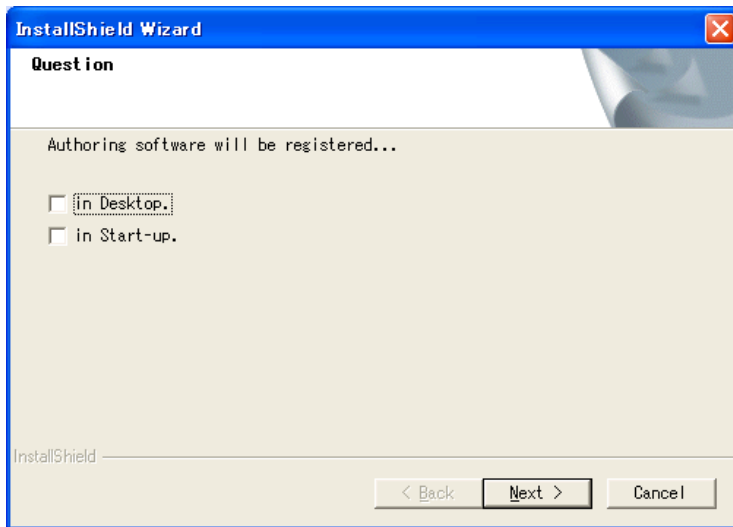 InstallShield Wizard
Question
Authoring software will be registered...
in Desktop.
in Start-up.
InstallShield
< Back Next > Cancel